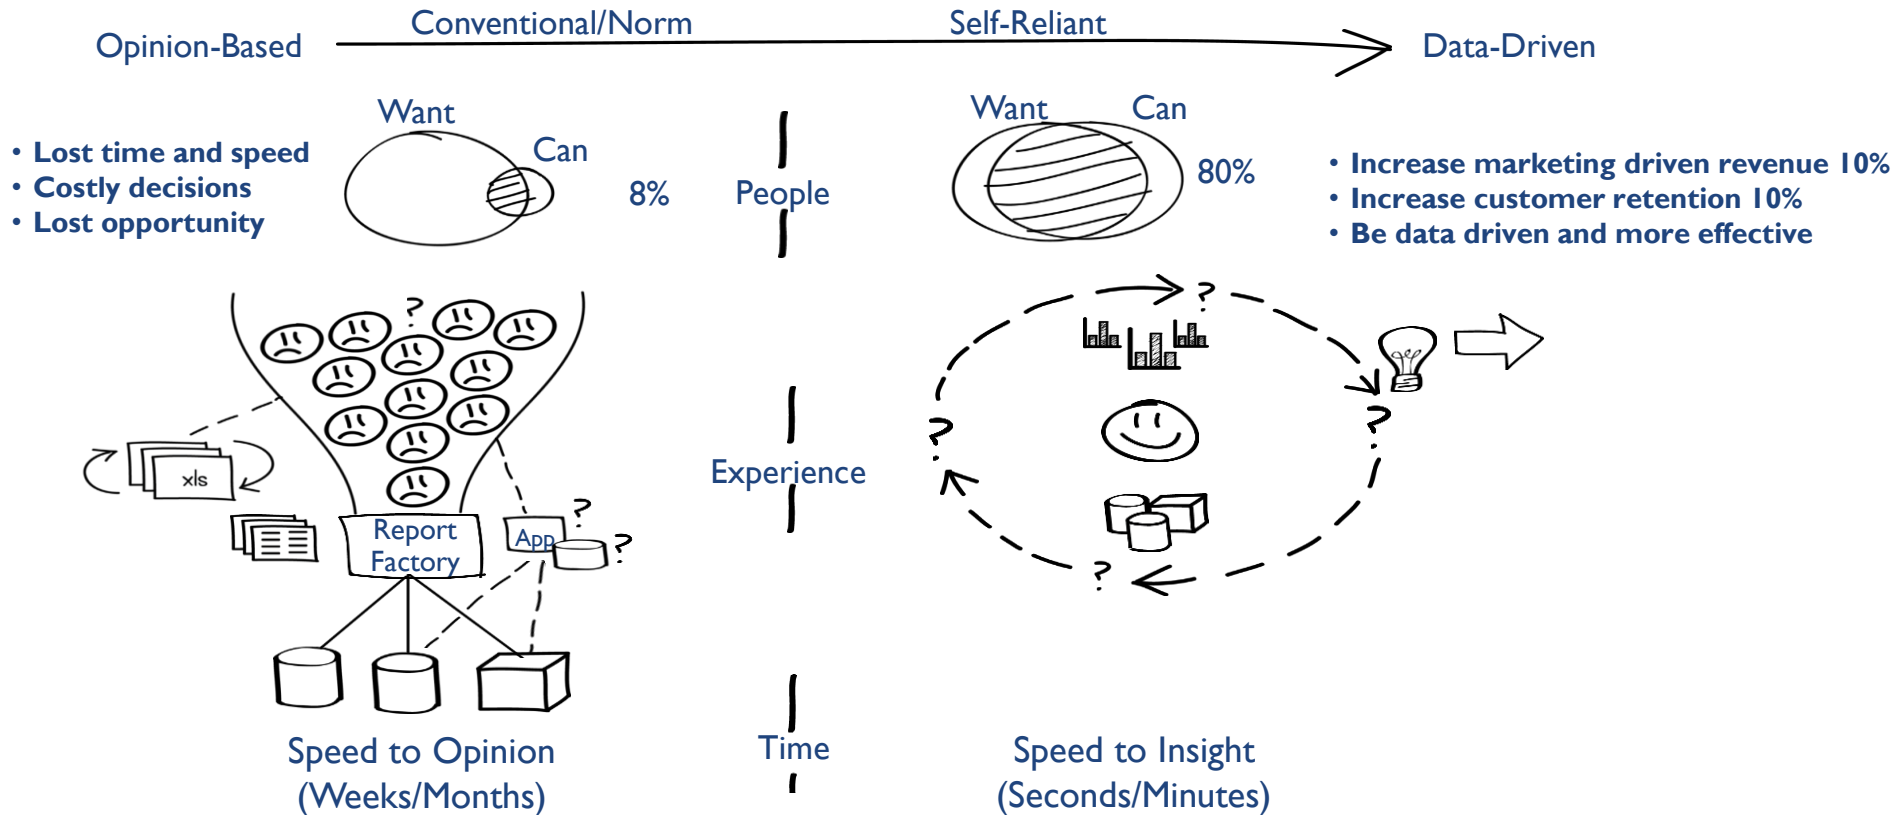 Conventional/Norm
Self-Reliant
Opinion-Based
Data-Driven
Want
Can
8%
People
Want
Can
80%
• Lost time and speed
• Costly decisions
• Lost opportunity
• Increase marketing driven revenue 10%
• Increase customer retention 10%
• Be data driven and more effective
?
xls
Report
Factory
App
?
?
Experience
?
?
?
?
Speed to Opinion
(Weeks/Months)
Time
Speed to Insight
(Seconds/Minutes)